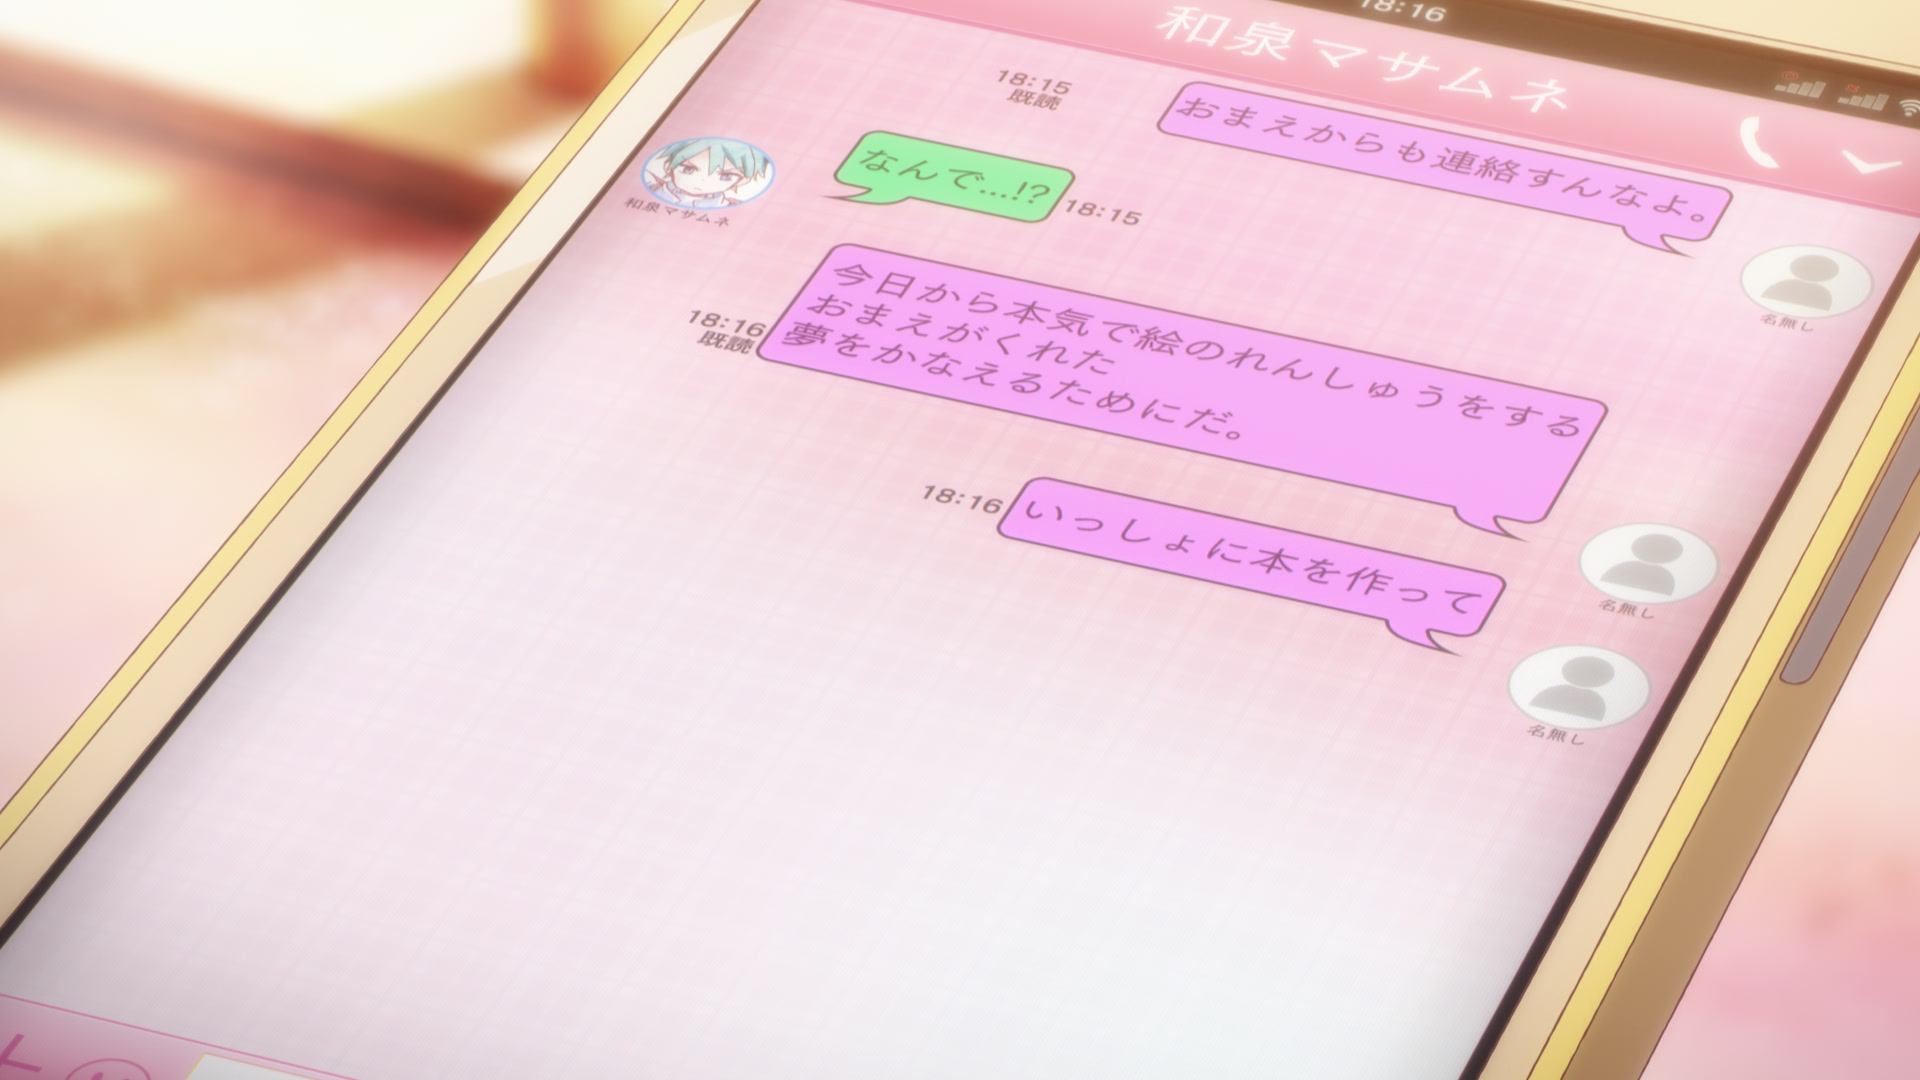 18:16
和泉マサムネ
おまえからも連絡すんなよ。
18:15
既読
名無し
なんで…!?
18:15
和泉マサムネ
今日から本気で絵のれんしゅうをする
おまえがくれた
夢をかなえるためにだ。
18:16
既読
名無し
いっしょに本を作って
18:16
名無し